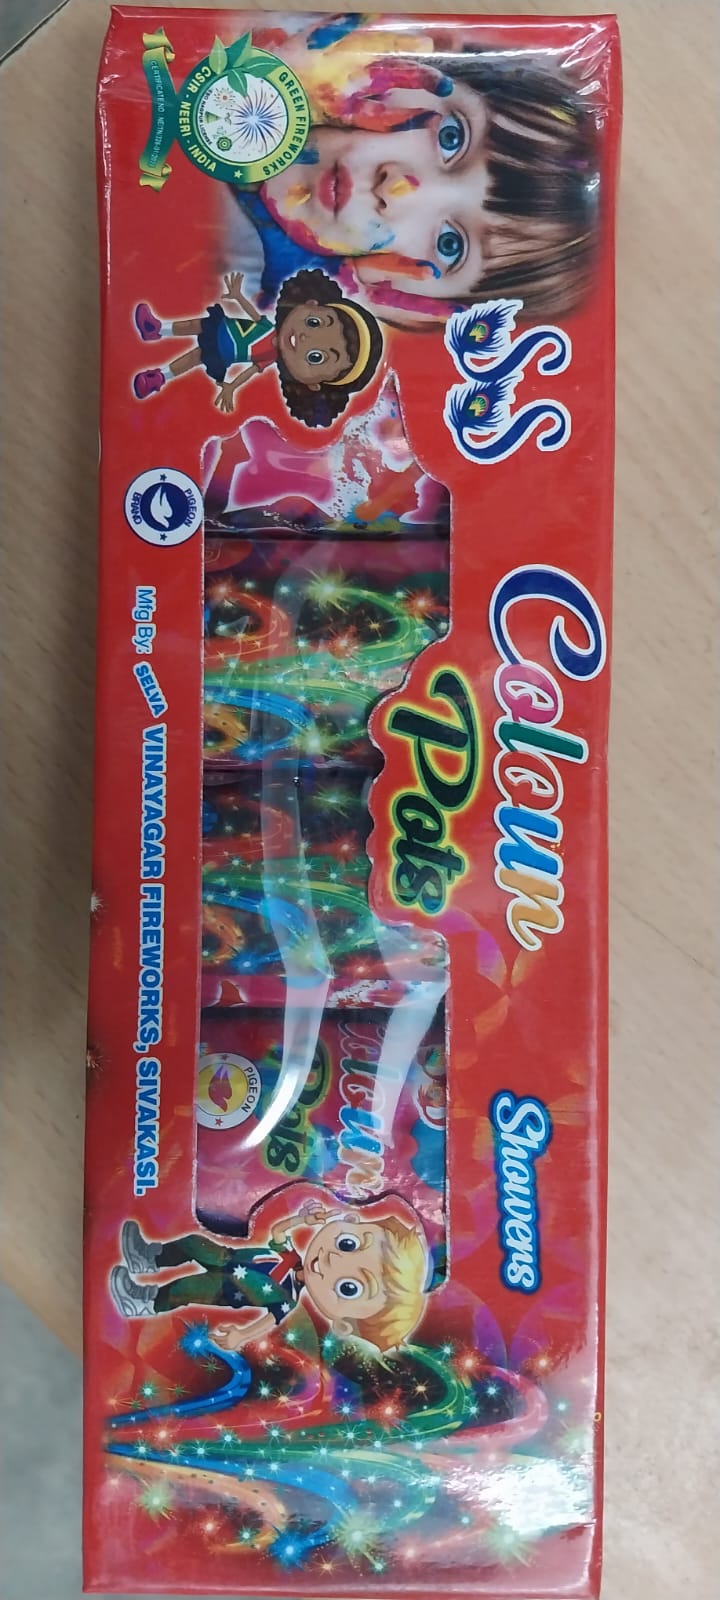 SS
Colour
Pots
Showers
Colour
Pots
PIGEON
GREEN FIREWORKS
CSIR - NEERI - INDIA
PIGEON
BRAND
Mfg By: SELVA VINAYAGAR FIREWORKS, SIVAKASI.